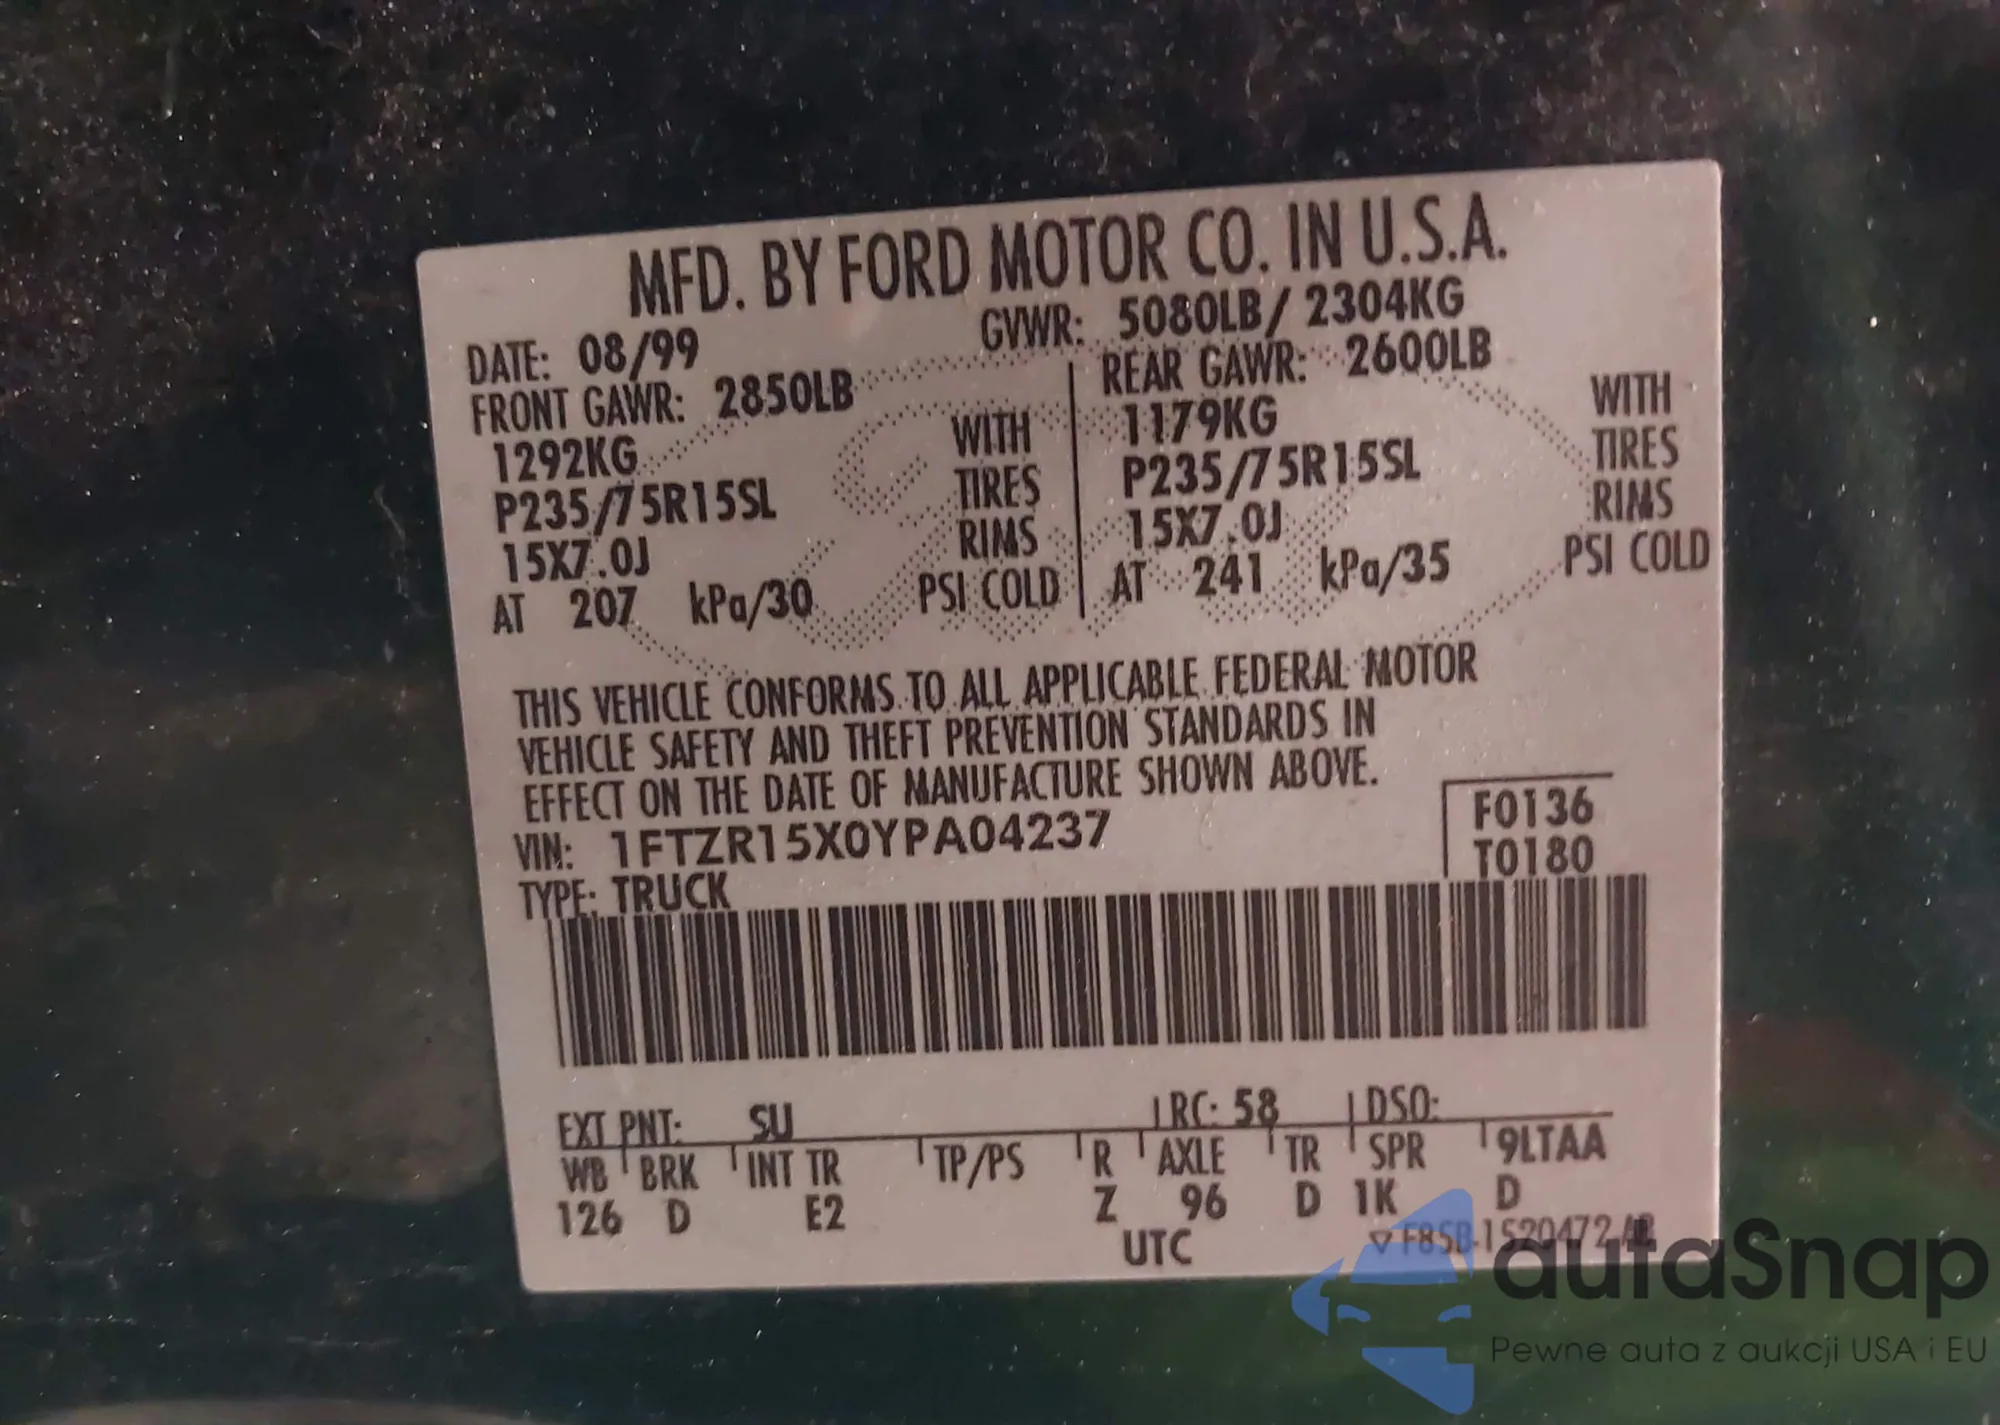 MFD. BY FORD MOTOR CO. IN U.S.A.
DATE: 08/99 GVWR: 5080LB/ 2304KG
FRONT GAWR: 2850LB REAR GAWR: 2600LB
1292KG WITH 1179KG WITH
P235/75R15SL TIRES P235/75R15SL TIRES
15X7.0J RIMS 15X7.0J RIMS
AT 207 kPa/30 PSI COLD AT 241 kPa/35 PSI COLD
THIS VEHICLE CONFORMS TO ALL APPLICABLE FEDERAL MOTOR
VEHICLE SAFETY AND THEFT PREVENTION STANDARDS IN
EFFECT ON THE DATE OF MANUFACTURE SHOWN ABOVE.
VIN: 1FTZR15X0YPA04237 F0136
TYPE: TRUCK T0180
EXT PNT: SU RC: 58 DSO:
WB BRK INT TR TP/PS R AXLE TR SPR 9LTAA
126 D E2 Z 96 D 1K D
UTC ▽ F85B-1520472
autaSnap
Pewne auta z aukcji USA i EU